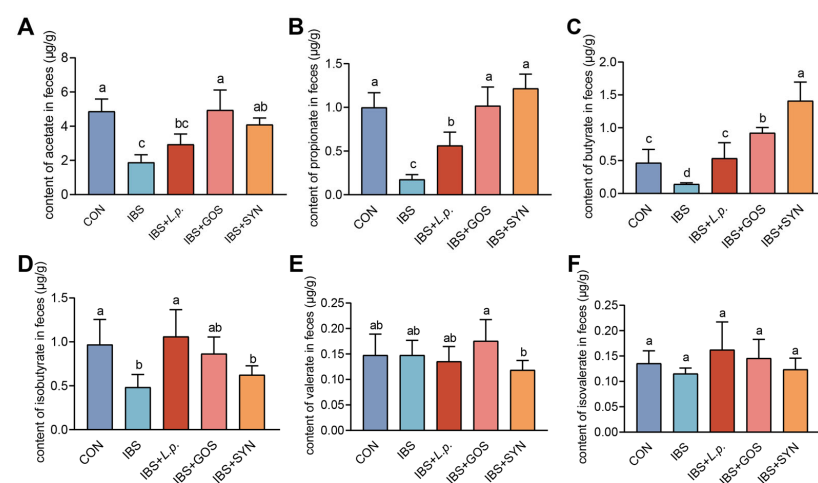 A
content of acetate in feces (μg/g)
8
6
4
2
0
a
c
bc
a
ab
CON
IBS
IBS+L.p.
IBS+GOS
IBS+SYN
B
content of propionate in feces (μg/g)
1.5
1.0
0.5
0.0
a
c
b
a
a
CON
IBS
IBS+L.p.
IBS+GOS
IBS+SYN
C
content of butyrate in feces (μg/g)
2.0
1.5
1.0
0.5
0.0
c
d
c
b
a
CON
IBS
IBS+L.p.
IBS+GOS
IBS+SYN
D
content of isobutyrate in feces (μg/g)
1.5
1.0
0.5
0.0
a
b
a
ab
b
CON
IBS
IBS+L.p.
IBS+GOS
IBS+SYN
E
content of valerate in feces (μg/g)
0.25
0.20
0.15
0.10
0.05
0.00
ab
ab
ab
a
b
CON
IBS
IBS+L.p.
IBS+GOS
IBS+SYN
F
content of isovalerate in feces (μg/g)
0.25
0.20
0.15
0.10
0.05
0.00
a
a
a
a
a
CON
IBS
IBS+L.p.
IBS+GOS
IBS+SYN